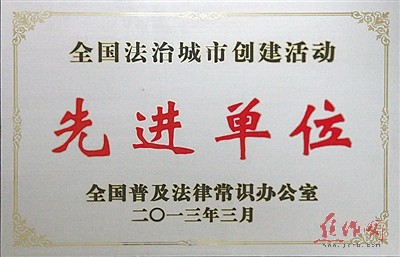 全国法治城市创建活动
先进单位
全国普及法律常识办公室
二〇一三年三月